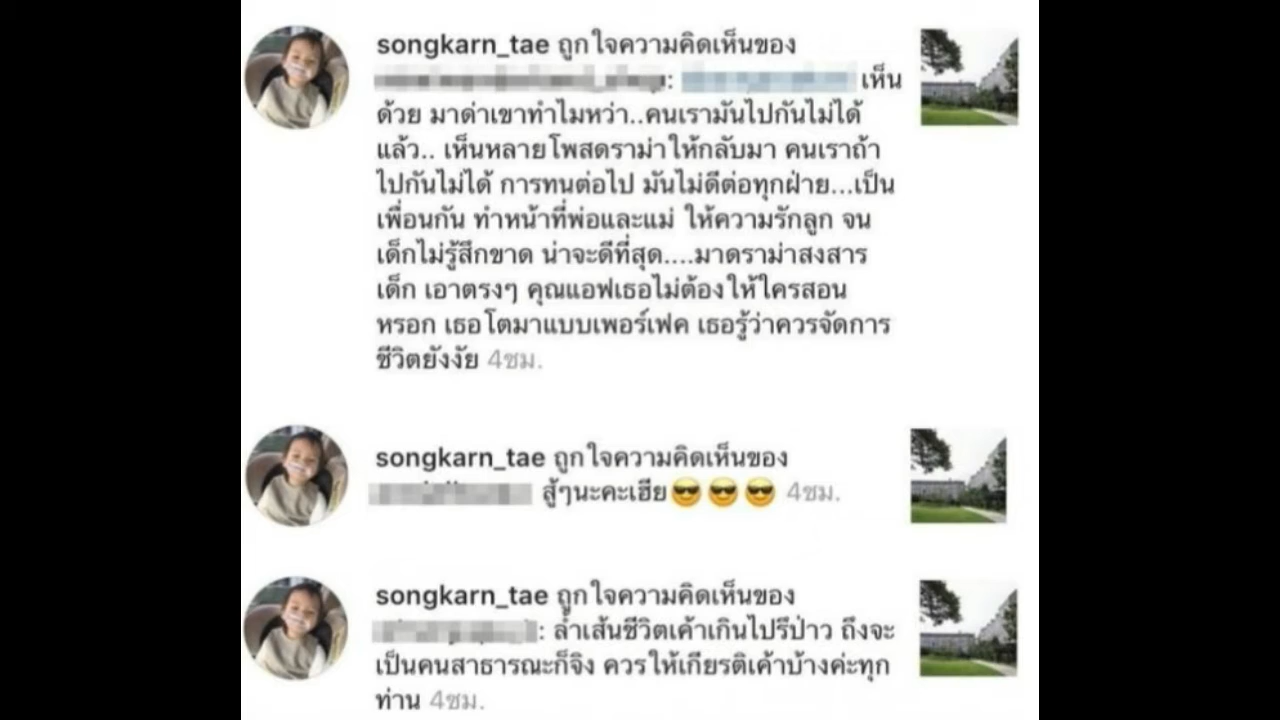 songkarn_tae ถูกใจความคิดเห็นของ
: เห็น
ด้วย มาด่าเขาทำไมหว่า..คนเรามันไปกันไม่ได้
แล้ว.. เห็นหลายโพสดราม่าให้กลับมา คนเราถ้า
ไปกันไม่ได้ การทนต่อไป มันไม่ดีต่อทุกฝ่าย...เป็น
เพื่อนกัน ทำหน้าที่พ่อและแม่ ให้ความรักลูก จน
เด็กไม่รู้สึกขาด น่าจะดีที่สุด....มาดราม่าสงสาร
เด็ก เอาตรงๆ คุณแอฟเธอไม่ต้องให้ใครสอน
หรอก เธอโตมาแบบเพอร์เฟค เธอรู้ว่าควรจัดการ
ชีวิตยังงัย 4ชม.
songkarn_tae ถูกใจความคิดเห็นของ
สู้ๆนะคะเฮีย😎😎😎 4ชม.
songkarn_tae ถูกใจความคิดเห็นของ
: ล้ำเส้นชีวิตเค้าเกินไปรึป่าว ถึงจะ
เป็นคนสาธารณะก็จิง ควรให้เกียรติเค้าบ้างค่ะทุก
ท่าน 4ชม.